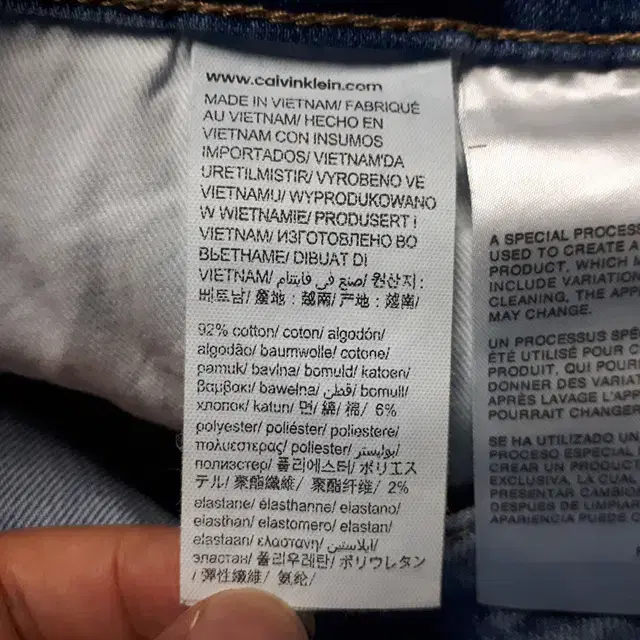 www.calvinklein.com
MADE IN VIETNAM/ FABRIQUÉ
AU VIETNAM/ HECHO EN
VIETNAM CON INSUMOS
IMPORTADOS/ VIETNAM'DA
URETILMISTIR/ VYROBENO VE
VIETNAMU/ WYPRODUKOWANO
W WIETNAMIE/ PRODUSERT I
VIETNAM/ ИЗГОТОВЛЕНО ВО
ВЬЕТНАМЕ/ DIBUAT DI
VIETNAM/ صنع في فايتنام/ 원산지 :
베트남/ 產地 : 越南/ 产地 : 越南/
92% cotton/ coton/ algodón/
algodão/ baumwolle/ cotone/
pamuk/ bavlna/ bomuld/ katoen/
βαμβακι/ bawełna/ قطن/ bomull/
хлопок/ katun/ 면/ 綿/ 棉/ 6%
polyester/ poliéster/ poliestere/
πολυεστερας/ poliester/ بوليستر/
полиэстер/ 폴리에스터/ ポリエス
テル/ 聚酯纖維/ 聚酯纤维/ 2%
elastane/ élasthanne/ elastano/
elasthan/ elastomero/ elastan/
elastaan/ ελαστανη/ ايلاستين/
эластан/ 폴리우레탄/ ポリウレタン
/ 彈性纖維/ 氨纶/
A SPECIAL PROCESS
USED TO CREATE A
PRODUCT, WHICH M
INCLUDE VARIATION
CLEANING, THE APP
MAY CHANGE.
UN PROCESSUS SPÉ
ÉTÉ UTILISÉ POUR C
PRODUIT, QUI POUR
DONNER DES VARIAT
APRÈS LAVAGE L'APP
POURRAIT CHANGER
SE HA UTILIZADO UN
PROCESO ESPECIAL
CREAR UN PRODUCT
EXCLUSIVA, LA CUAL
PRESENTAR CAMBIO
DESPUES DE LIMPIAR
APARIENCIA PUEDE C